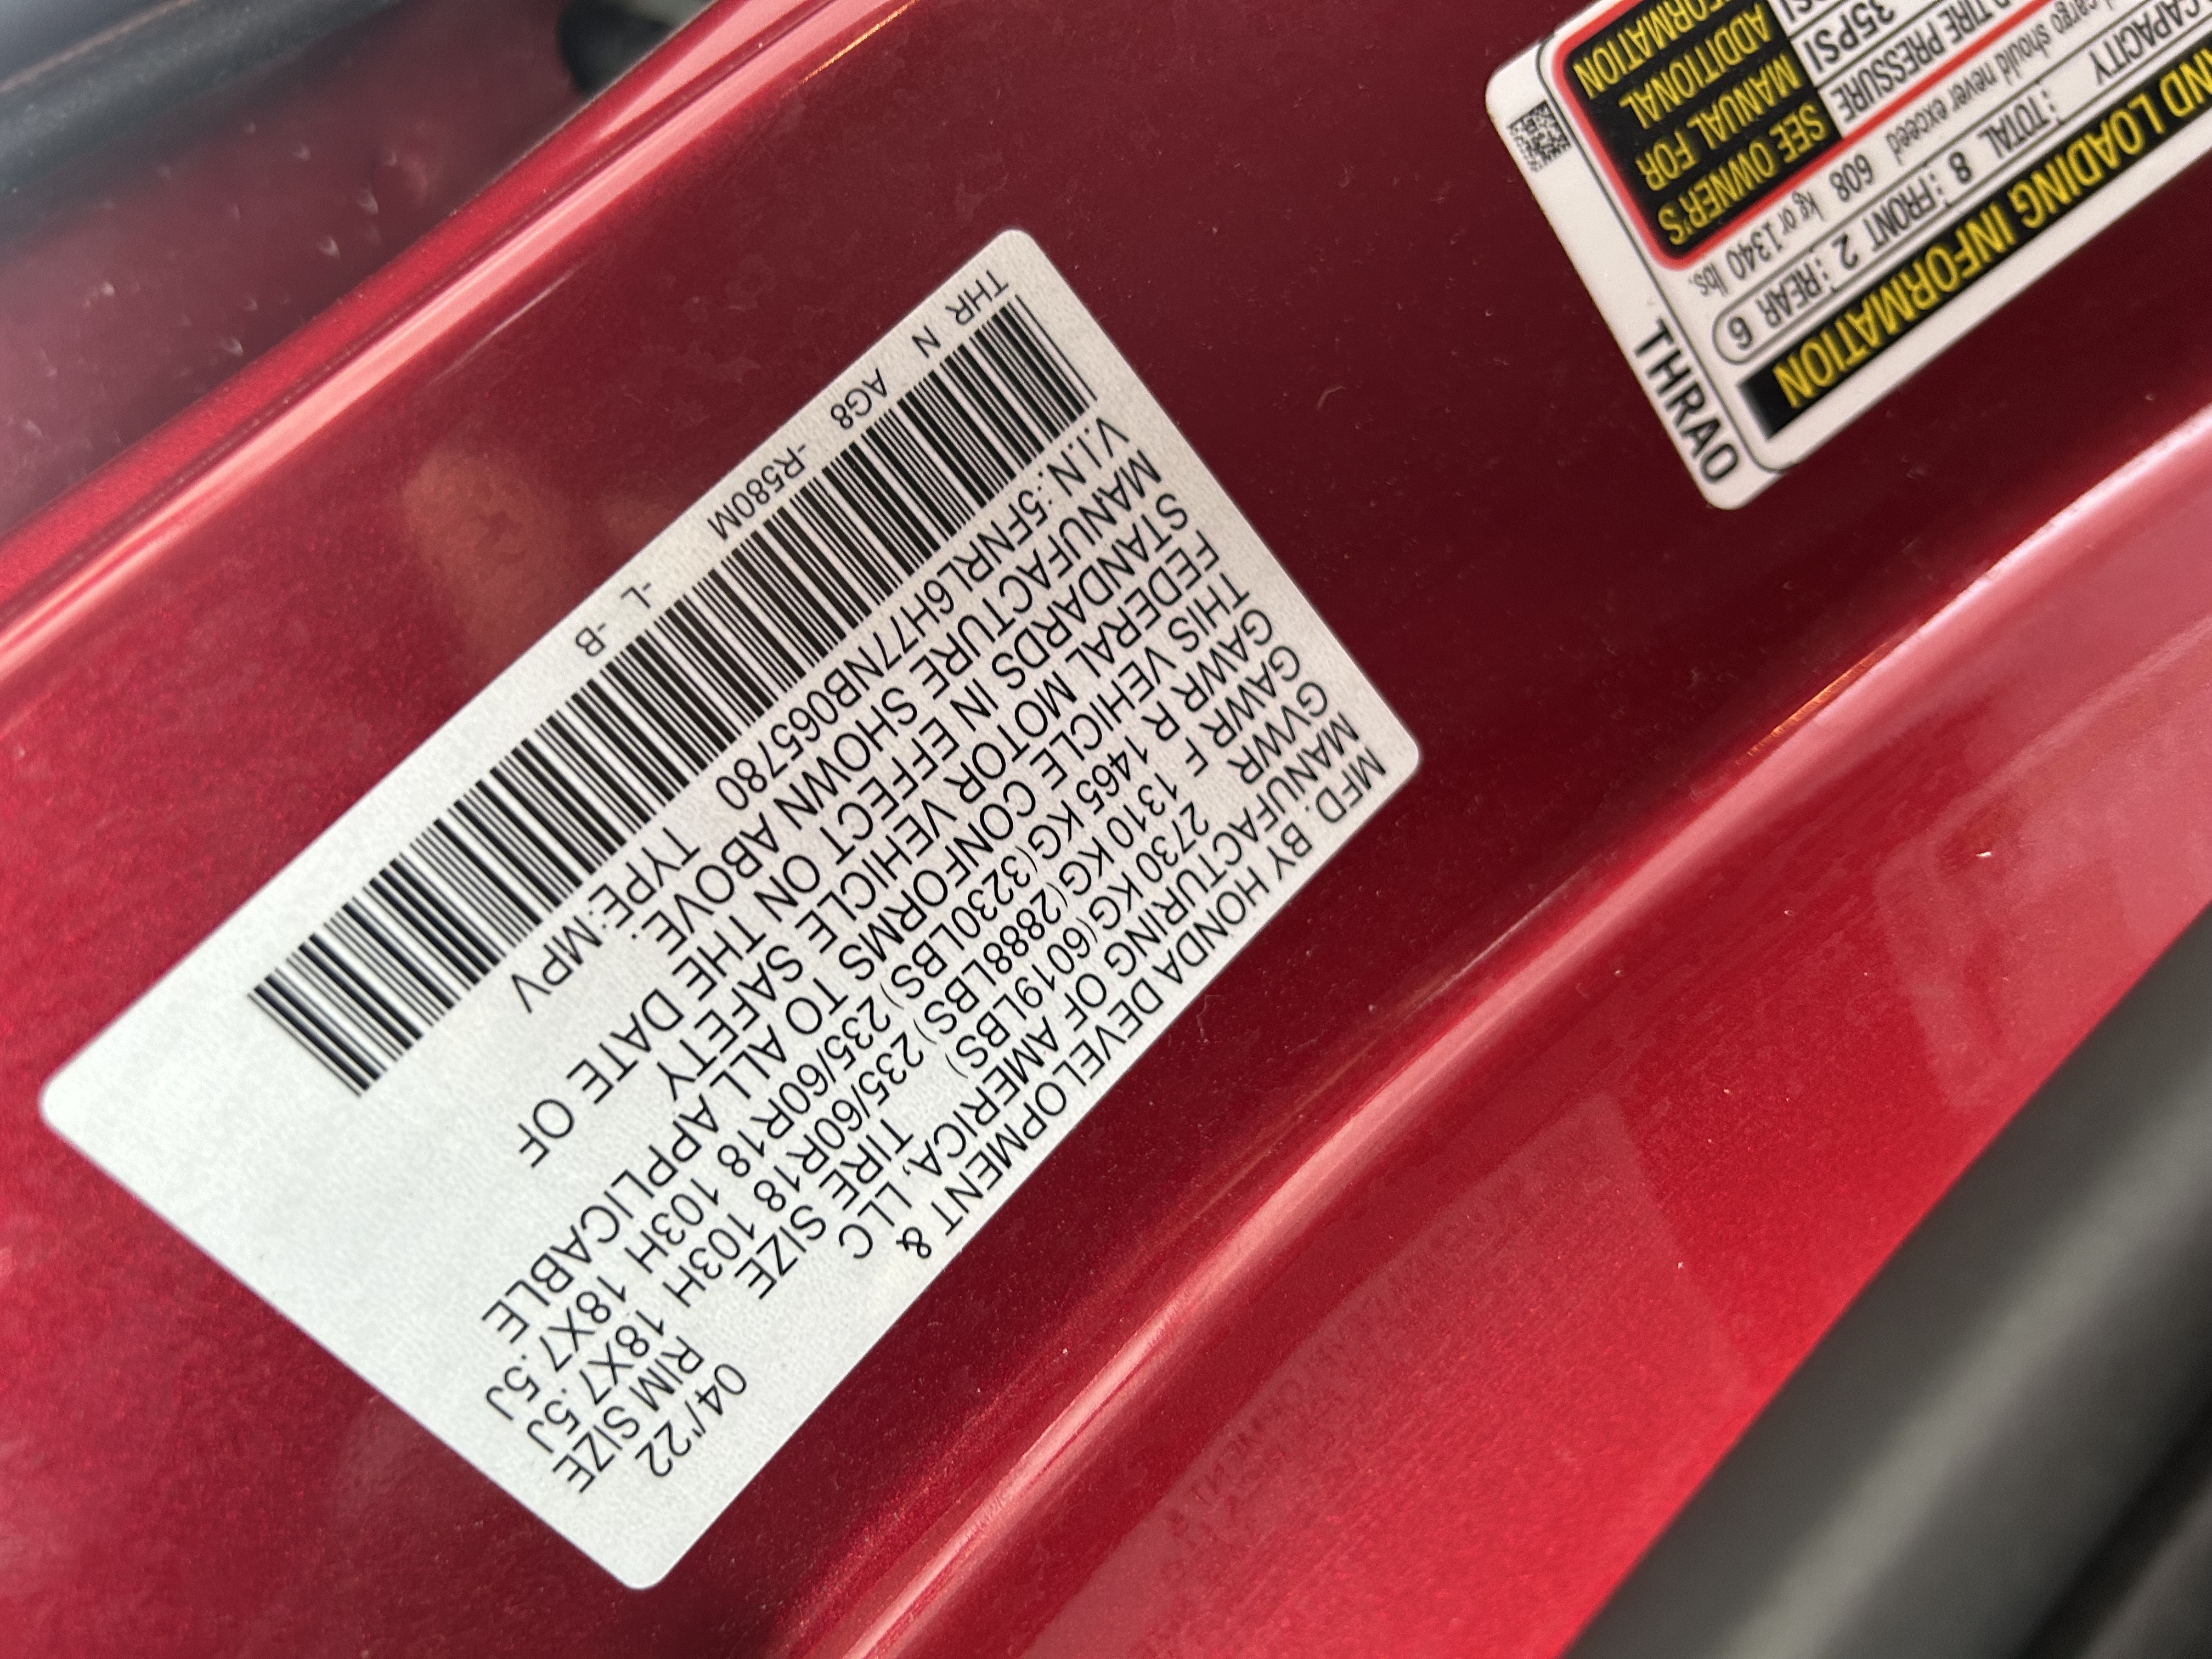 MFD. BY HONDA DEVELOPMENT & 04/'22
MANUFACTURING OF AMERICA, LLC
GVWR 2730 KG(6019LBS) TIRE SIZE RIM SIZE
GAWR F 1310 KG(2888LBS) 235/60R18 103H 18X7.5J
GAWR R 1465 KG(3230LBS) 235/60R18 103H 18X7.5J
THIS VEHICLE CONFORMS TO ALL APPLICABLE
FEDERAL MOTOR VEHICLE SAFETY
STANDARDS IN EFFECT ON THE DATE OF
MANUFACTURE SHOWN ABOVE.
V.I.N.:5FNRL6H77NB065780 TYPE:MPV
THR N AG8 -R580M -L -B
LOADING INFORMATION
CAPACITY : TOTAL 8 : FRONT 2 : REAR 6
cargo should never exceed 608 kg or 1340 lbs.
TIRE PRESSURE
35PSI
SEE OWNER'S
MANUAL FOR
ADDITIONAL
THRAO